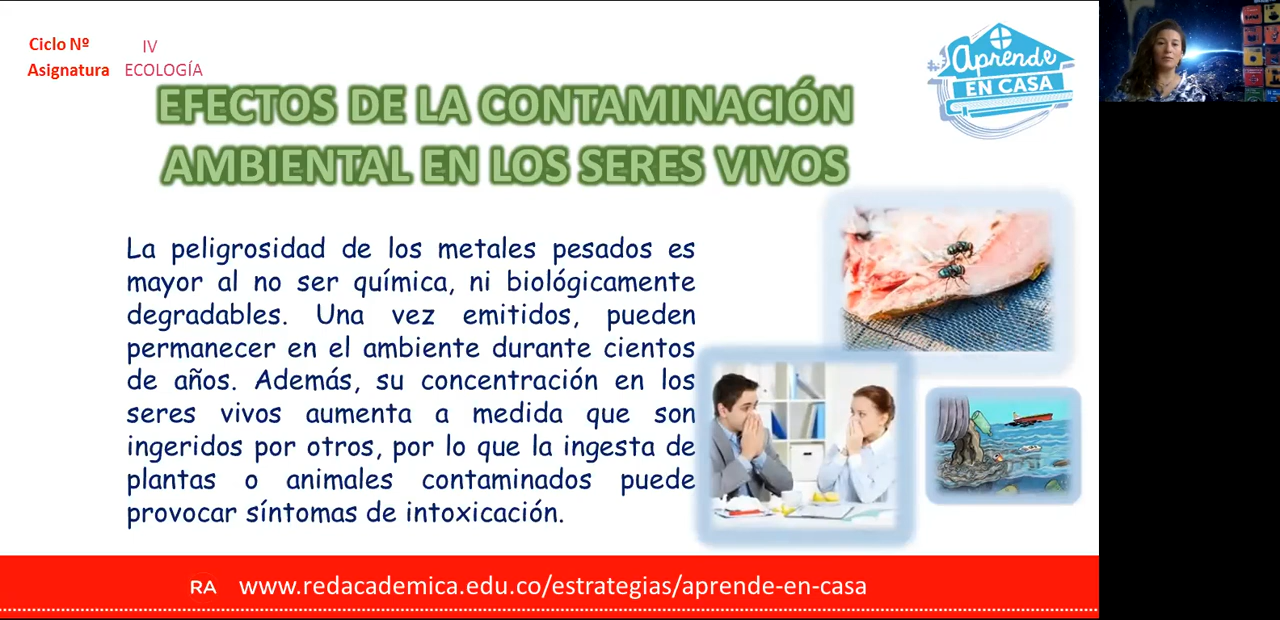 Ciclo Nº IV
Asignatura ECOLOGÍA
Aprende
EN CASA
EFECTOS DE LA CONTAMINACIÓN
AMBIENTAL EN LOS SERES VIVOS
La peligrosidad de los metales pesados es
mayor al no ser química, ni biológicamente
degradables. Una vez emitidos, pueden
permanecer en el ambiente durante cientos
de años. Además, su concentración en los
seres vivos aumenta a medida que son
ingeridos por otros, por lo que la ingesta de
plantas o animales contaminados puede
provocar síntomas de intoxicación.
RA www.redacademica.edu.co/estrategias/aprende-en-casa